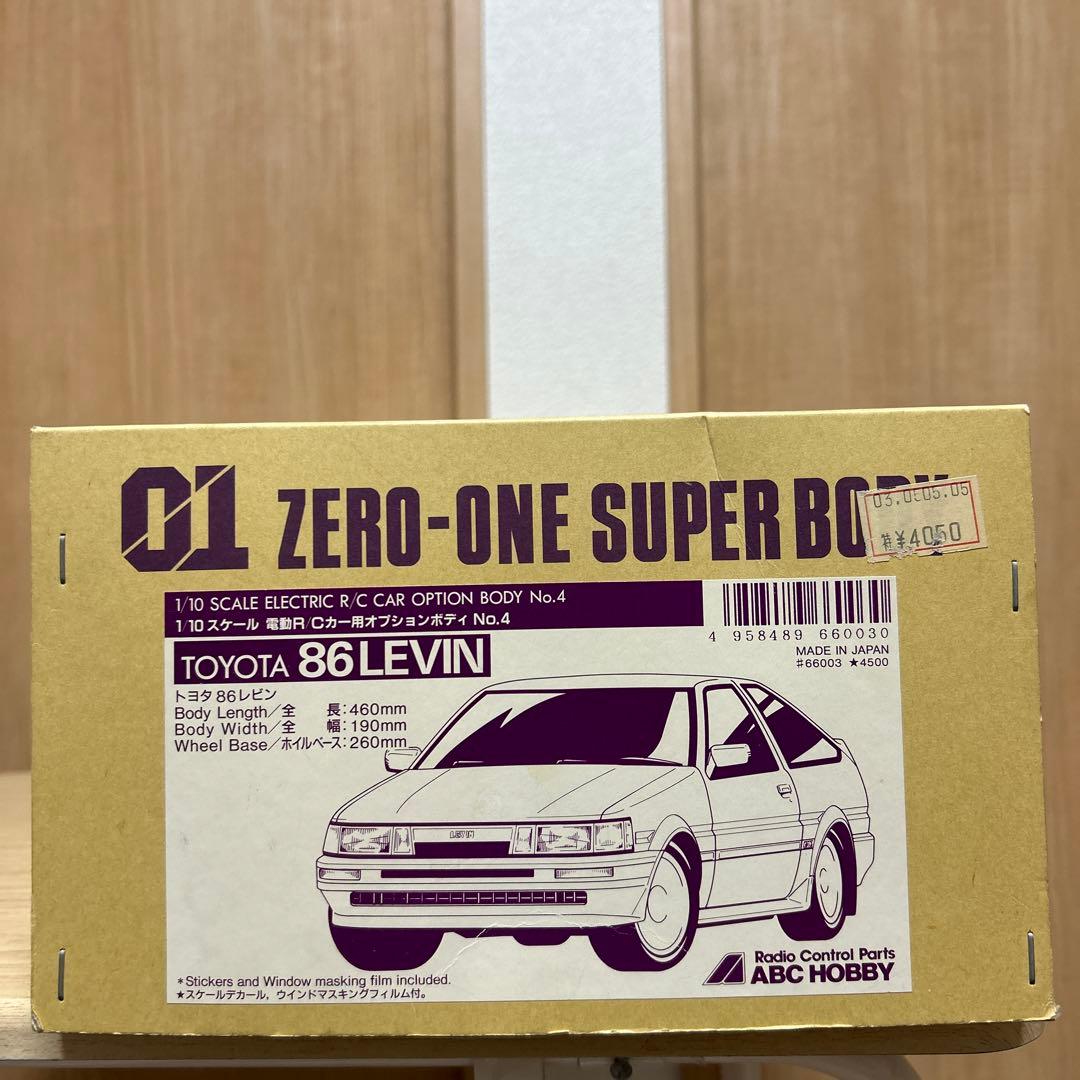 01 ZERO-ONE SUPER BODY
03.0505.05
特¥4050
1/10 SCALE ELECTRIC R/C CAR OPTION BODY No.4
1/10スケール 電動R/Cカー用オプションボディ No.4
4 958489 660030
MADE IN JAPAN
#66003 ★4500
TOYOTA 86 LEVIN
トヨタ86レビン
Body Length/全 長:460mm
Body Width/全 幅:190mm
Wheel Base/ホイルベース:260mm
LEVIN
Radio Control Parts
ABC HOBBY
*Stickers and Window masking film included.
★スケールデカール,ウインドマスキングフィルム付。